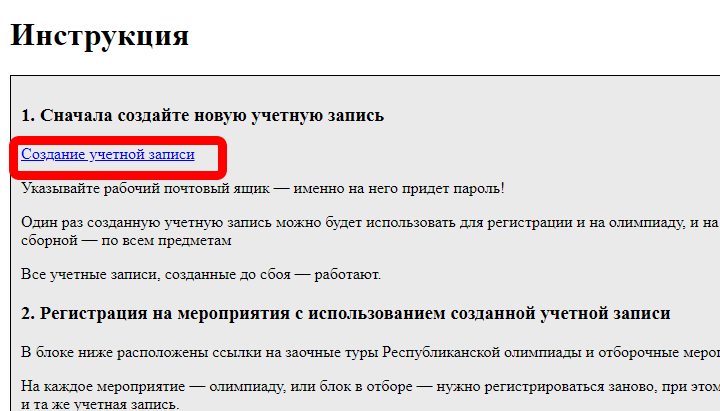 Инструкция
1. Сначала создайте новую учетную запись
Создание учетной записи
Указывайте рабочий почтовый ящик — именно на него придет пароль!
Один раз созданную учетную запись можно будет использовать для регистрации и на олимпиаду, и на
сборной — по всем предметам
Все учетные записи, созданные до сбоя — работают.
2. Регистрация на мероприятия с использованием созданной учетной записи
В блоке ниже расположены ссылки на заочные туры Республиканской олимпиады и отборочные
На каждое мероприятие — олимпиаду, или блок в отборе — нужно регистрироваться заново, при этом
и та же учетная запись.